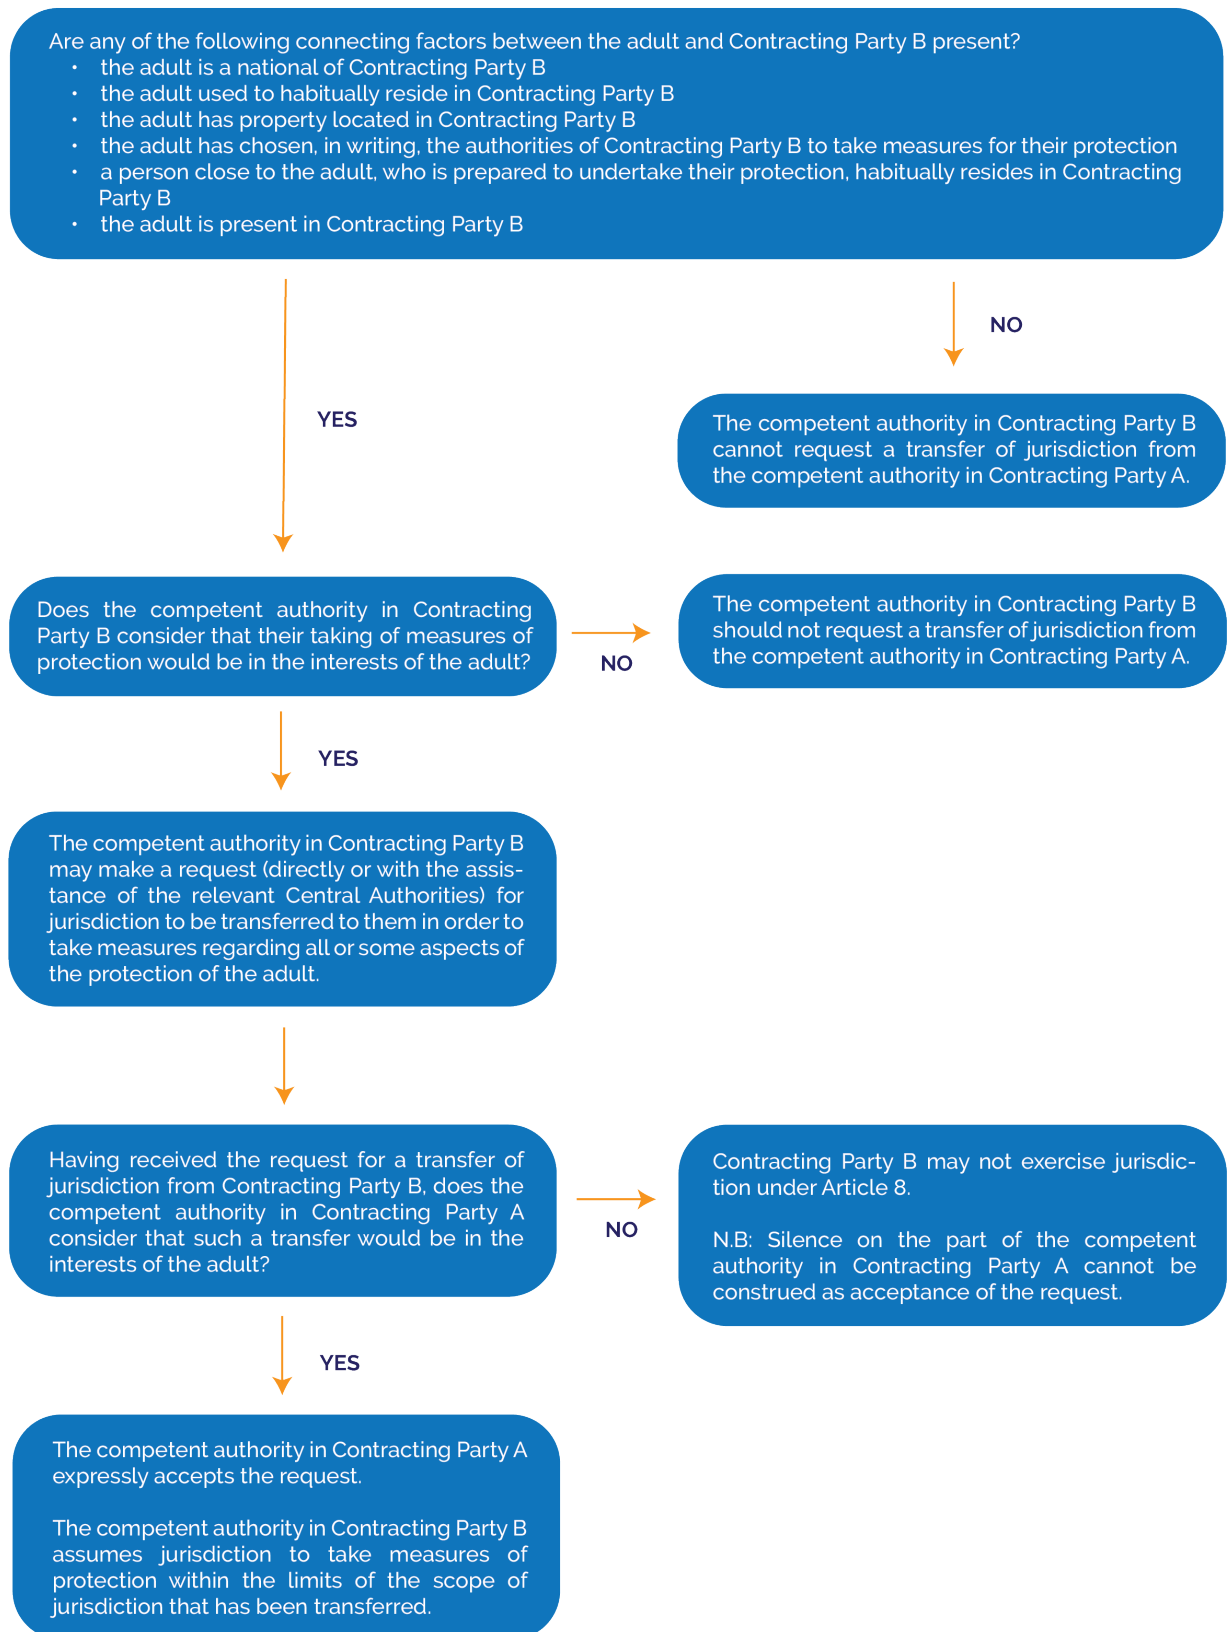 Are any of the following connecting factors between the adult and Contracting Party B present?
• the adult is a national of Contracting Party B
• the adult used to habitually reside in Contracting Party B
• the adult has property located in Contracting Party B
• the adult has chosen, in writing, the authorities of Contracting Party B to take measures for their protection
• a person close to the adult, who is prepared to undertake their protection, habitually resides in Contracting
Party B
• the adult is present in Contracting Party B
NO
YES
The competent authority in Contracting Party B
cannot request a transfer of jurisdiction from
the competent authority in Contracting Party A.
Does the competent authority in Contracting
Party B consider that their taking of measures of
protection would be in the interests of the adult?
NO
The competent authority in Contracting Party B
should not request a transfer of jurisdiction from
the competent authority in Contracting Party A.
YES
The competent authority in Contracting Party B
may make a request (directly or with the assis-
tance of the relevant Central Authorities) for
jurisdiction to be transferred to them in order to
take measures regarding all or some aspects of
the protection of the adult.
Having received the request for a transfer of
jurisdiction from Contracting Party B, does the
competent authority in Contracting Party A
consider that such a transfer would be in the
interests of the adult?
NO
Contracting Party B may not exercise jurisdic-
tion under Article 8.
N.B: Silence on the part of the competent
authority in Contracting Party A cannot be
construed as acceptance of the request.
YES
The competent authority in Contracting Party A
expressly accepts the request.
The competent authority in Contracting Party B
assumes jurisdiction to take measures of
protection within the limits of the scope of
jurisdiction that has been transferred.